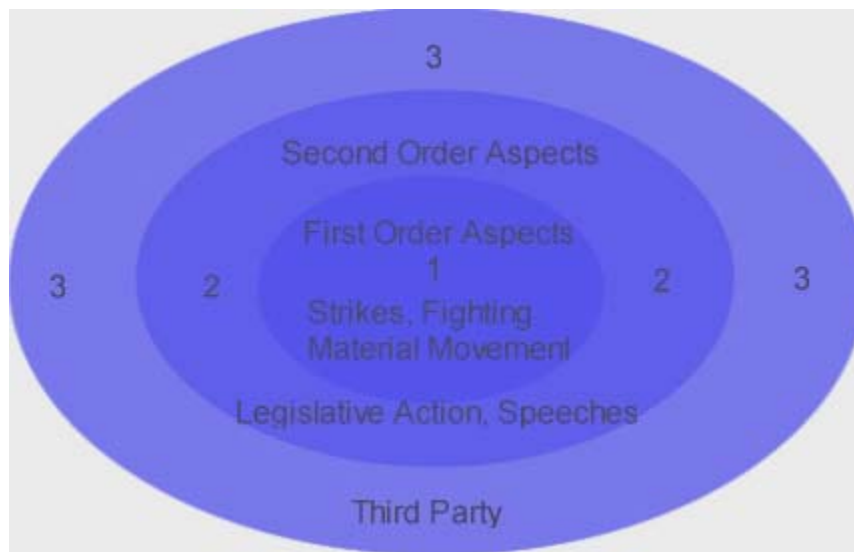 3
Second Order Aspects
First Order Aspects
1
3 2 2 3
Strikes, Fighting
Material Movement
Legislative Action, Speeches
Third Party